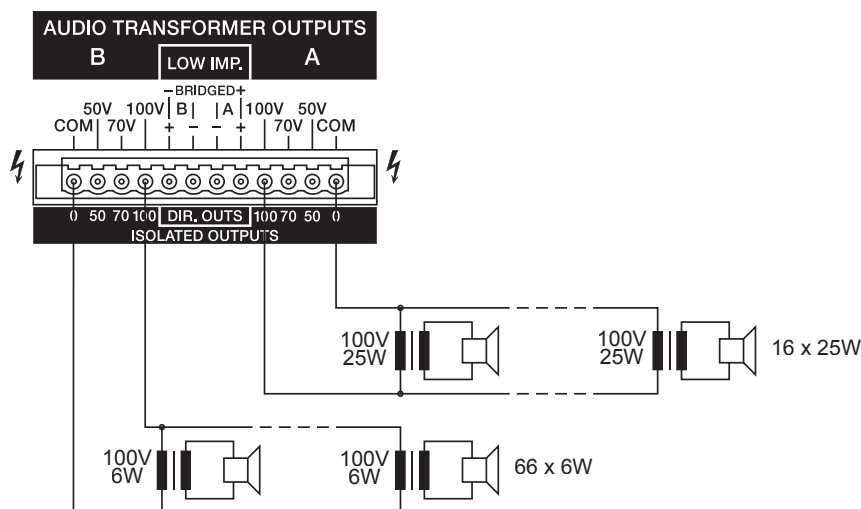 AUDIO TRANSFORMER OUTPUTS
B LOW IMP. A
–BRIDGED+
50V 100V B A 100V 50V
COM 70V + – – + 70V COM
0 50 70 100 DIR. OUTS 100 70 50 0
ISOLATED OUTPUTS
100V
25W
100V
25W
16 x 25W
100V
6W
100V
6W
66 x 6W